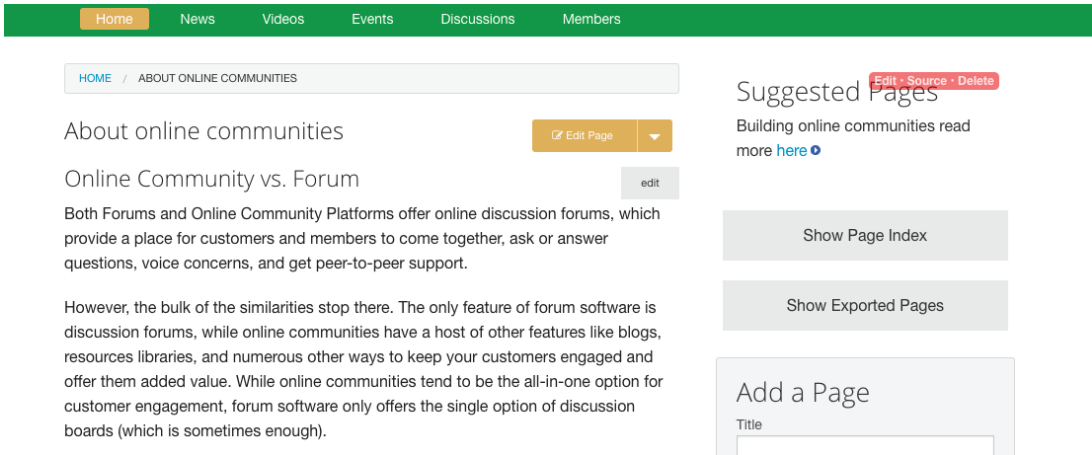 Home News Videos Events Discussions Members
HOME / ABOUT ONLINE COMMUNITIES
About online communities
Edit Page
Online Community vs. Forum
edit
Both Forums and Online Community Platforms offer online discussion forums, which
provide a place for customers and members to come together, ask or answer
questions, voice concerns, and get peer-to-peer support.
However, the bulk of the similarities stop there. The only feature of forum software is
discussion forums, while online communities have a host of other features like blogs,
resources libraries, and numerous other ways to keep your customers engaged and
offer them added value. While online communities tend to be the all-in-one option for
customer engagement, forum software only offers the single option of discussion
boards (which is sometimes enough).
Edit · Source · Delete
Suggested Pages
Building online communities read
more here
Show Page Index
Show Exported Pages
Add a Page
Title